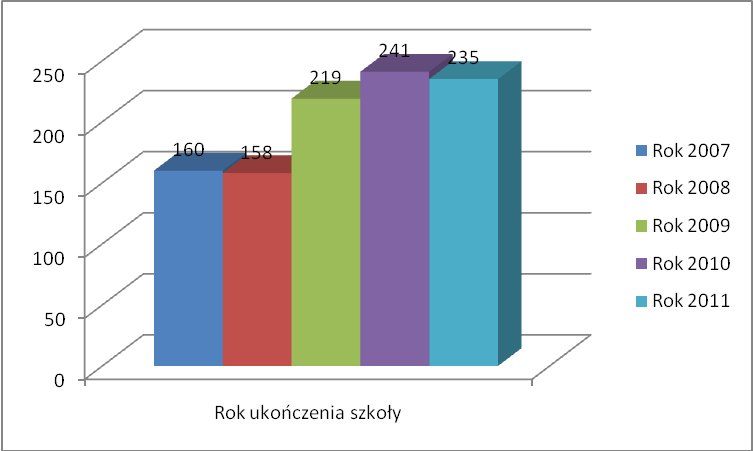 250
200
150
100
50
0
160
158
219
241
235
Rok ukończenia szkoły
Rok 2007
Rok 2008
Rok 2009
Rok 2010
Rok 2011